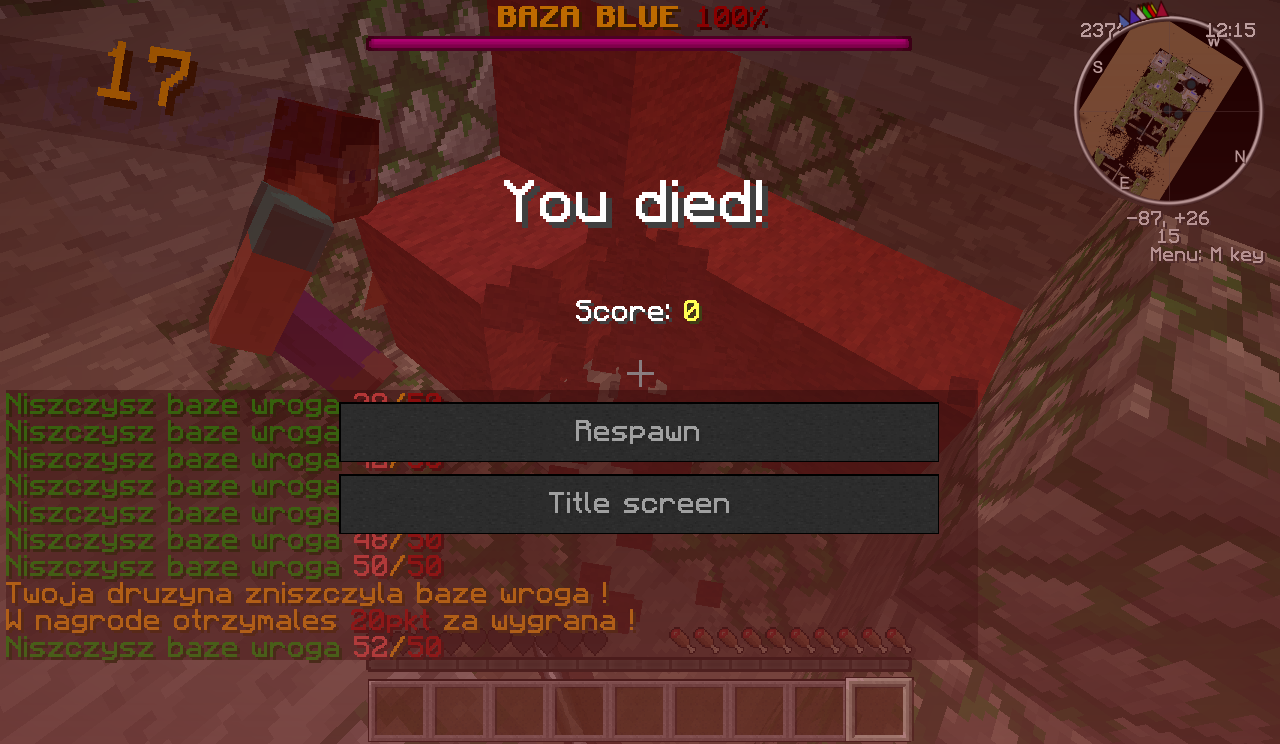 BAZA BLUE 100%
17
12:15
W
S
N
E
-87, +26
15
Menu: M key
You died!
Score: 0
Niszczysz baze wroga
Respawn
Niszczysz baze wroga
Niszczysz baze wroga
Niszczysz baze wroga
Title screen
Niszczysz baze wroga
Niszczysz baze wroga 48/50
Niszczysz baze wroga 50/50
Twoja druzyna zniszczyla baze wroga !
W nagrode otrzymales 20pkt za wygrana !
Niszczysz baze wroga 52/50